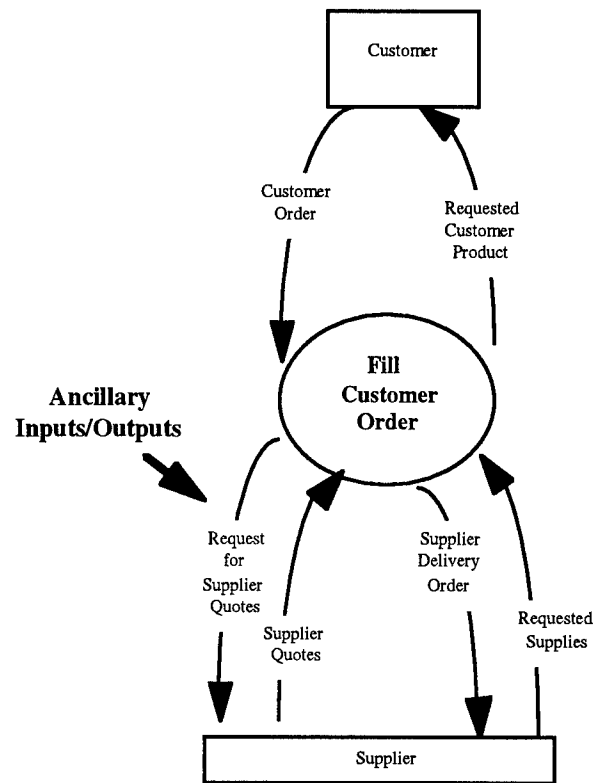 Customer
Customer
Order
Requested
Customer
Product
Fill
Customer
Order
Ancillary
Inputs/Outputs
Request
for
Supplier
Quotes
Supplier
Quotes
Supplier
Delivery
Order
Requested
Supplies
Supplier